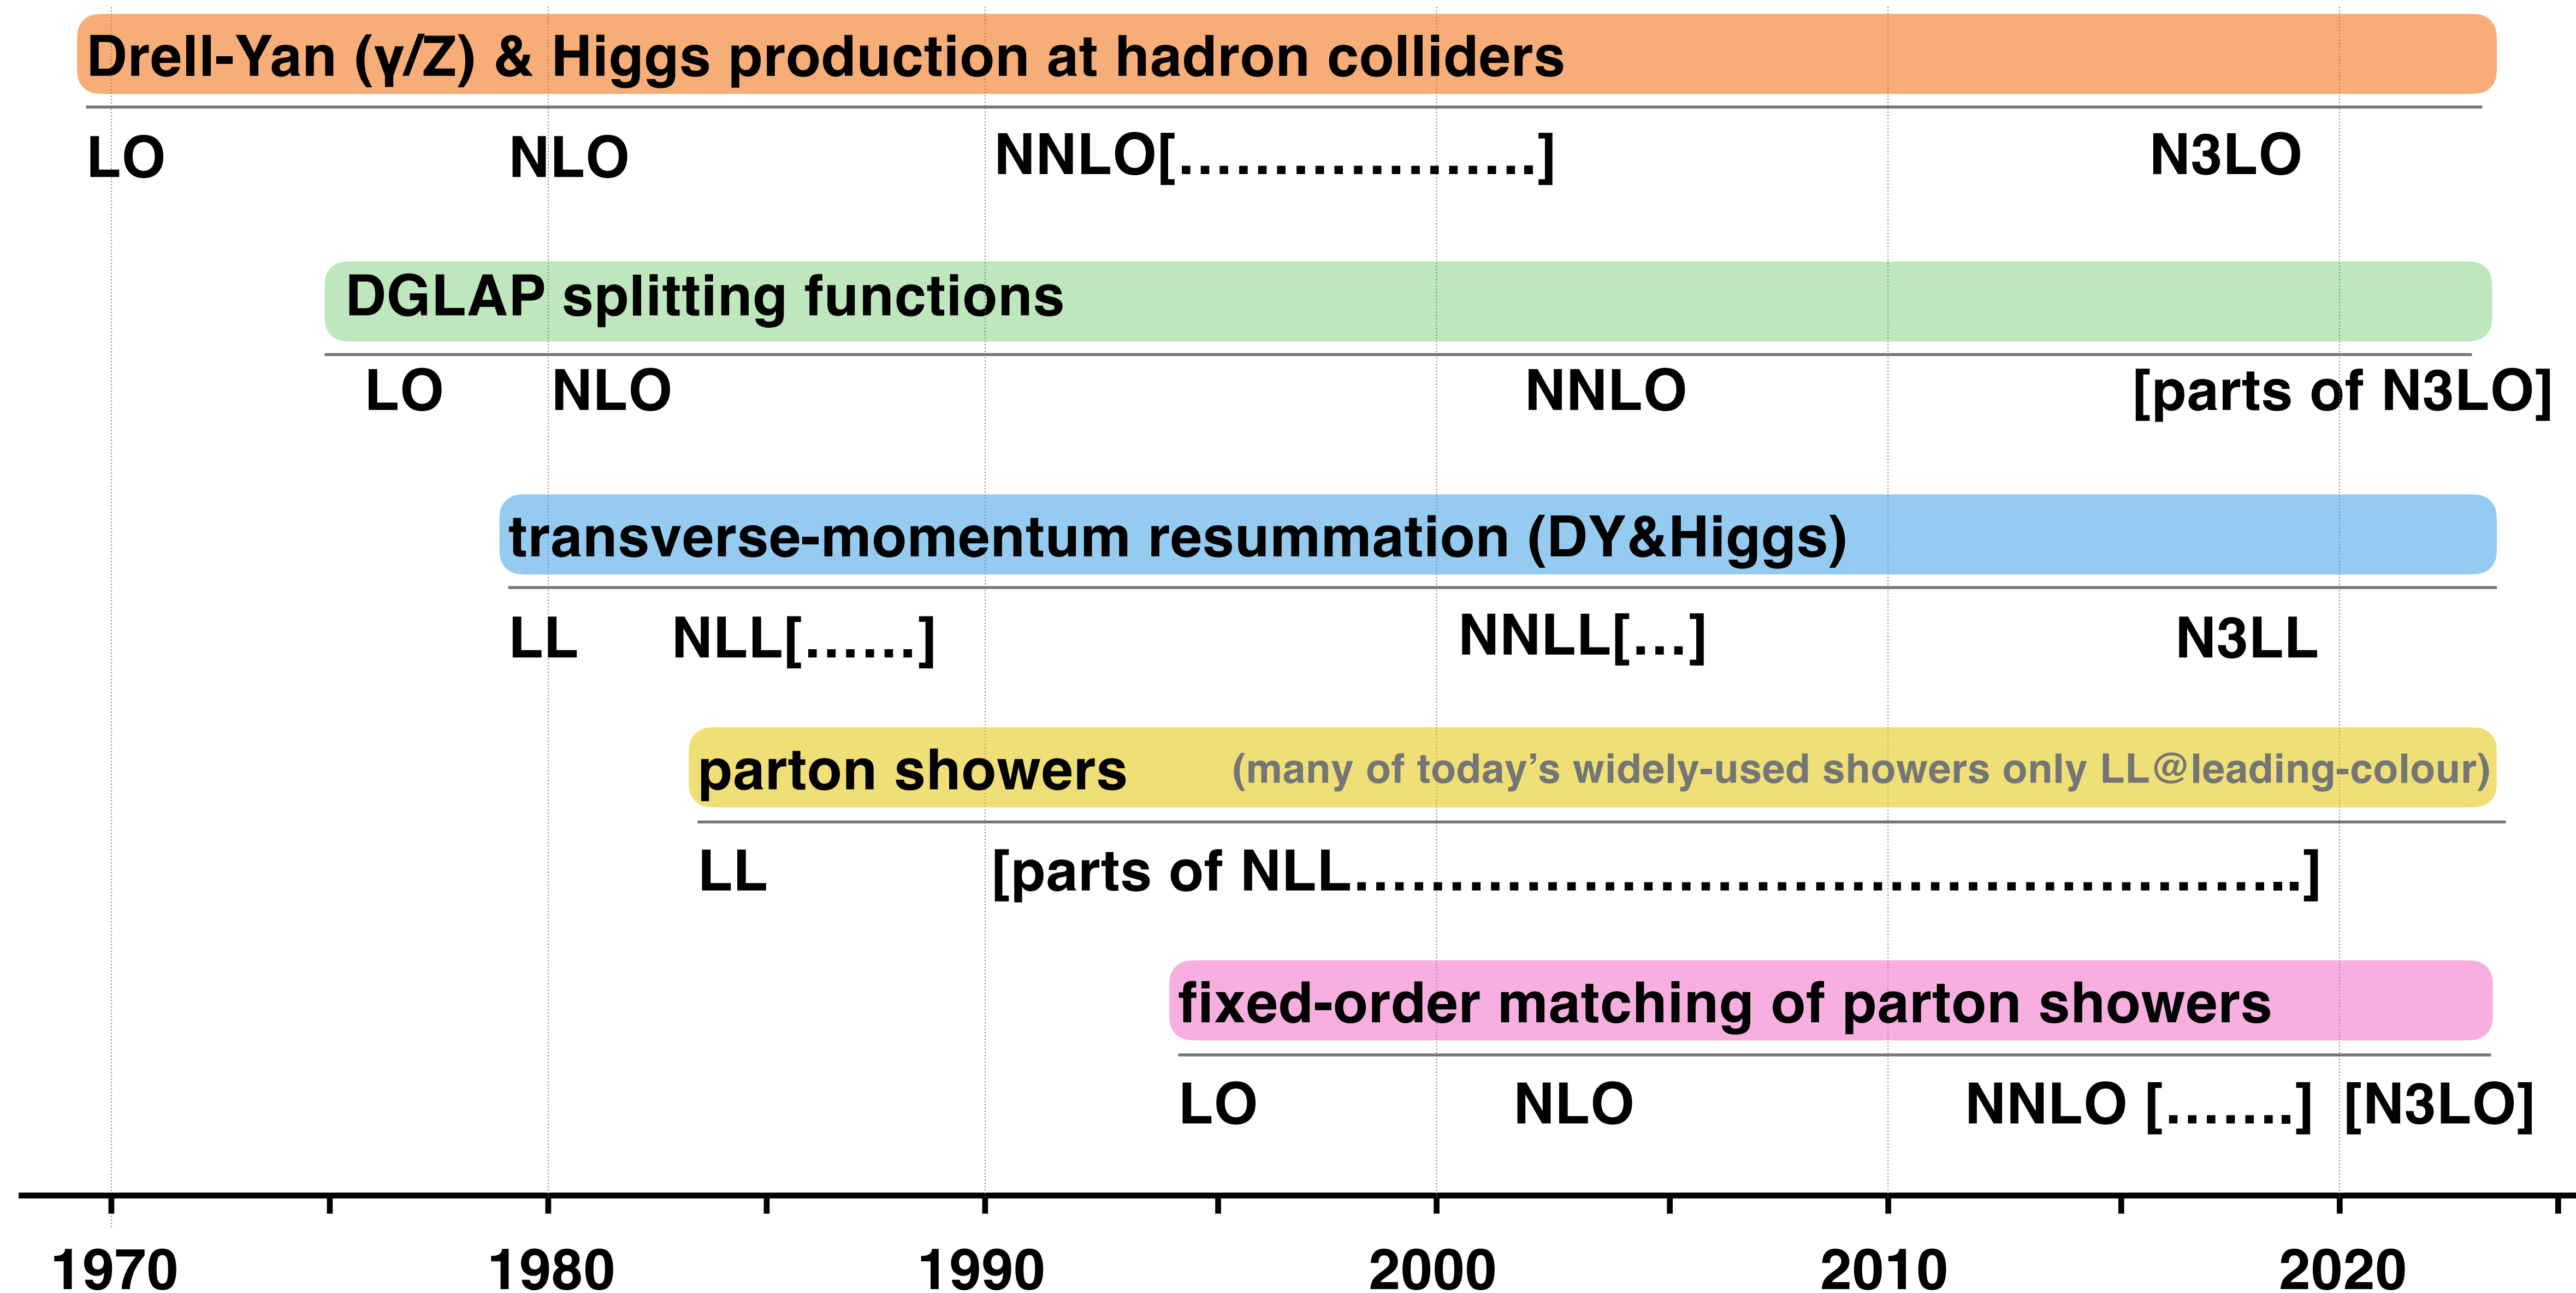 Drell-Yan (γ/Z) & Higgs production at hadron colliders
LO NLO NNLO[...................] N3LO
DGLAP splitting functions
LO NLO NNLO [parts of N3LO]
transverse-momentum resummation (DY&Higgs)
LL NLL[......] NNLL[...] N3LL
parton showers (many of today’s widely-used showers only LL@leading-colour)
LL [parts of NLL..................................................]
fixed-order matching of parton showers
LO NLO NNLO [.......] [N3LO]
1970 1980 1990 2000 2010 2020